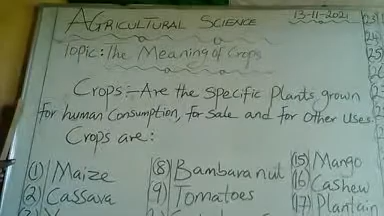 AGRICULTURAL SCIENCE
13-11-2021
Topic: The Meaning of Crops
Crops:- Are the specific Plants grown
for human Consumption, for Sale and for Other Uses.
Crops are:
(1) Maize
(2) Cassava
(8) Bambaranut
(9) Tomatoes
(15) Mango
(16) Cashew
(17) Plantain
23)